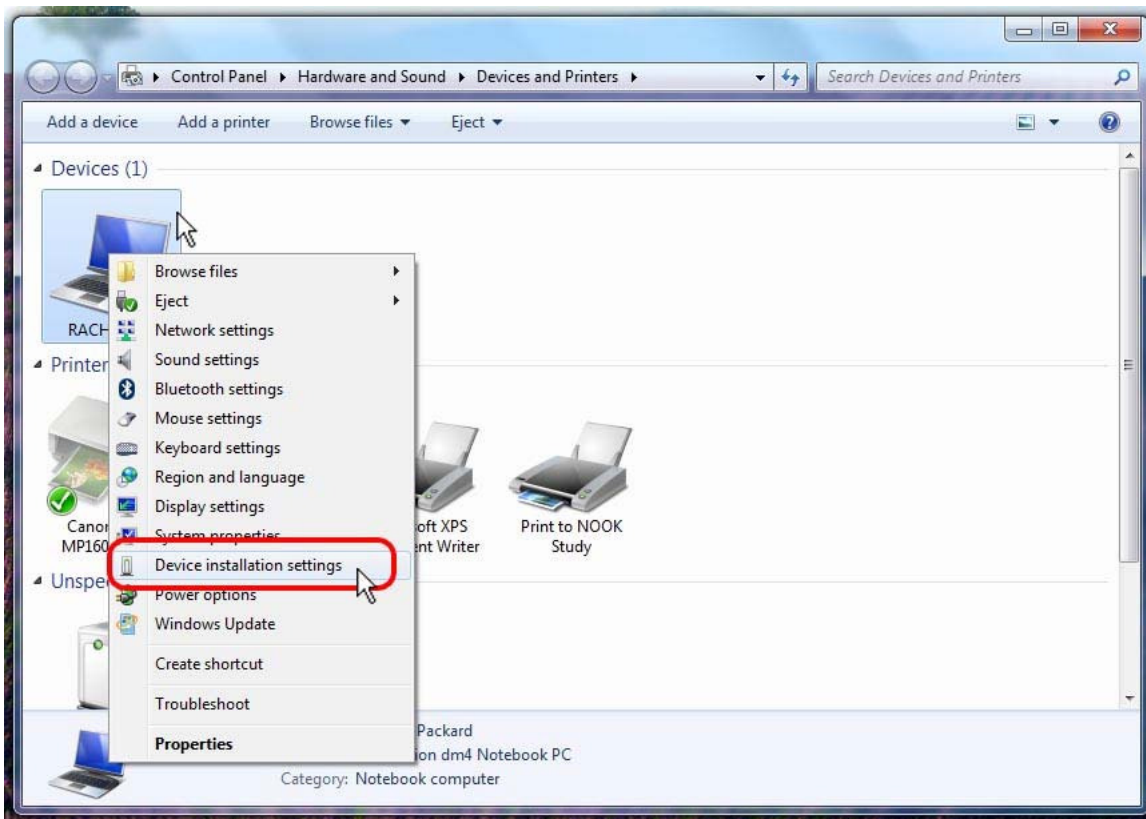 Control Panel ▸ Hardware and Sound ▸ Devices and Printers ▸
Search Devices and Printers
Add a device Add a printer Browse files Eject
Devices (1)
RACH
Browse files
Eject
Network settings
Sound settings
Bluetooth settings
Mouse settings
Keyboard settings
Region and language
Display settings
System properties
Device installation settings
Power options
Windows Update
Create shortcut
Troubleshoot
Properties
Printer
Canon
MP160
oft XPS
ent Writer
Print to NOOK
Study
Unspe
Packard
ion dm4 Notebook PC
Category: Notebook computer